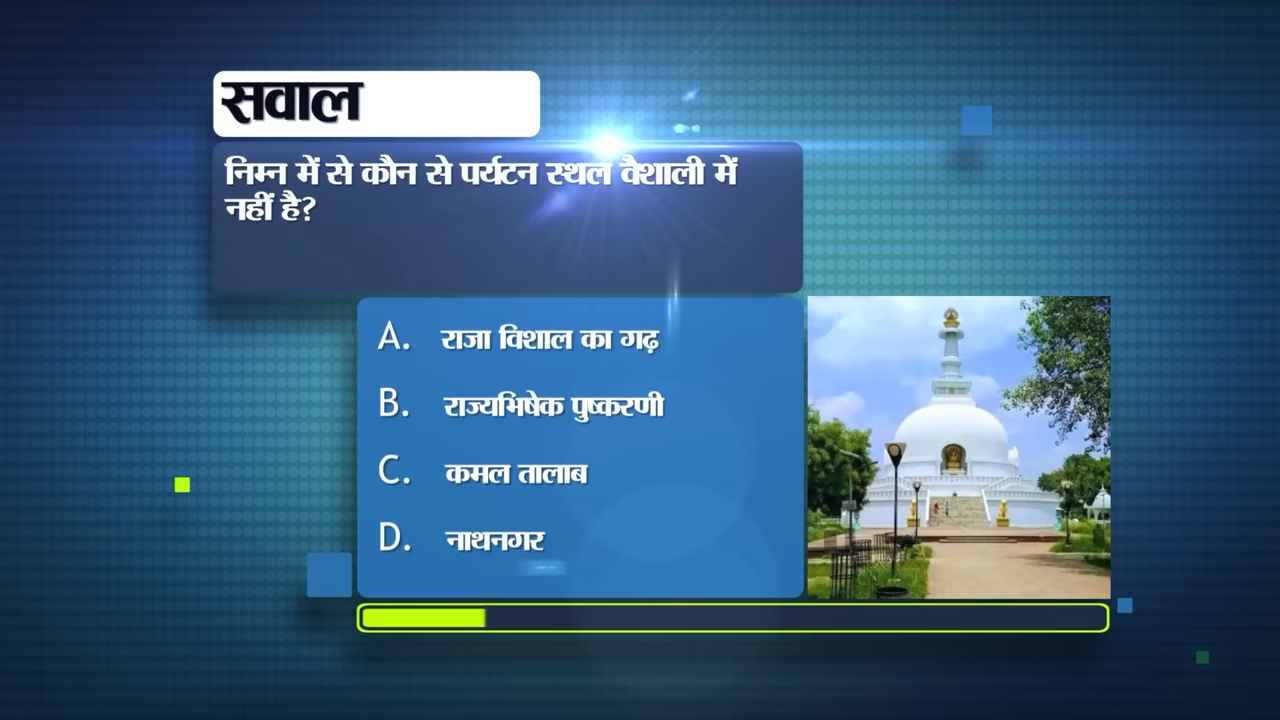 सवाल
निम्न में से कौन से पर्यटन स्थल वैशाली में
नहीं है?
A. राजा विशाल का गढ़
B. राज्यभिषेक पुष्करणी
C. कमल तालाब
D. नाथनगर